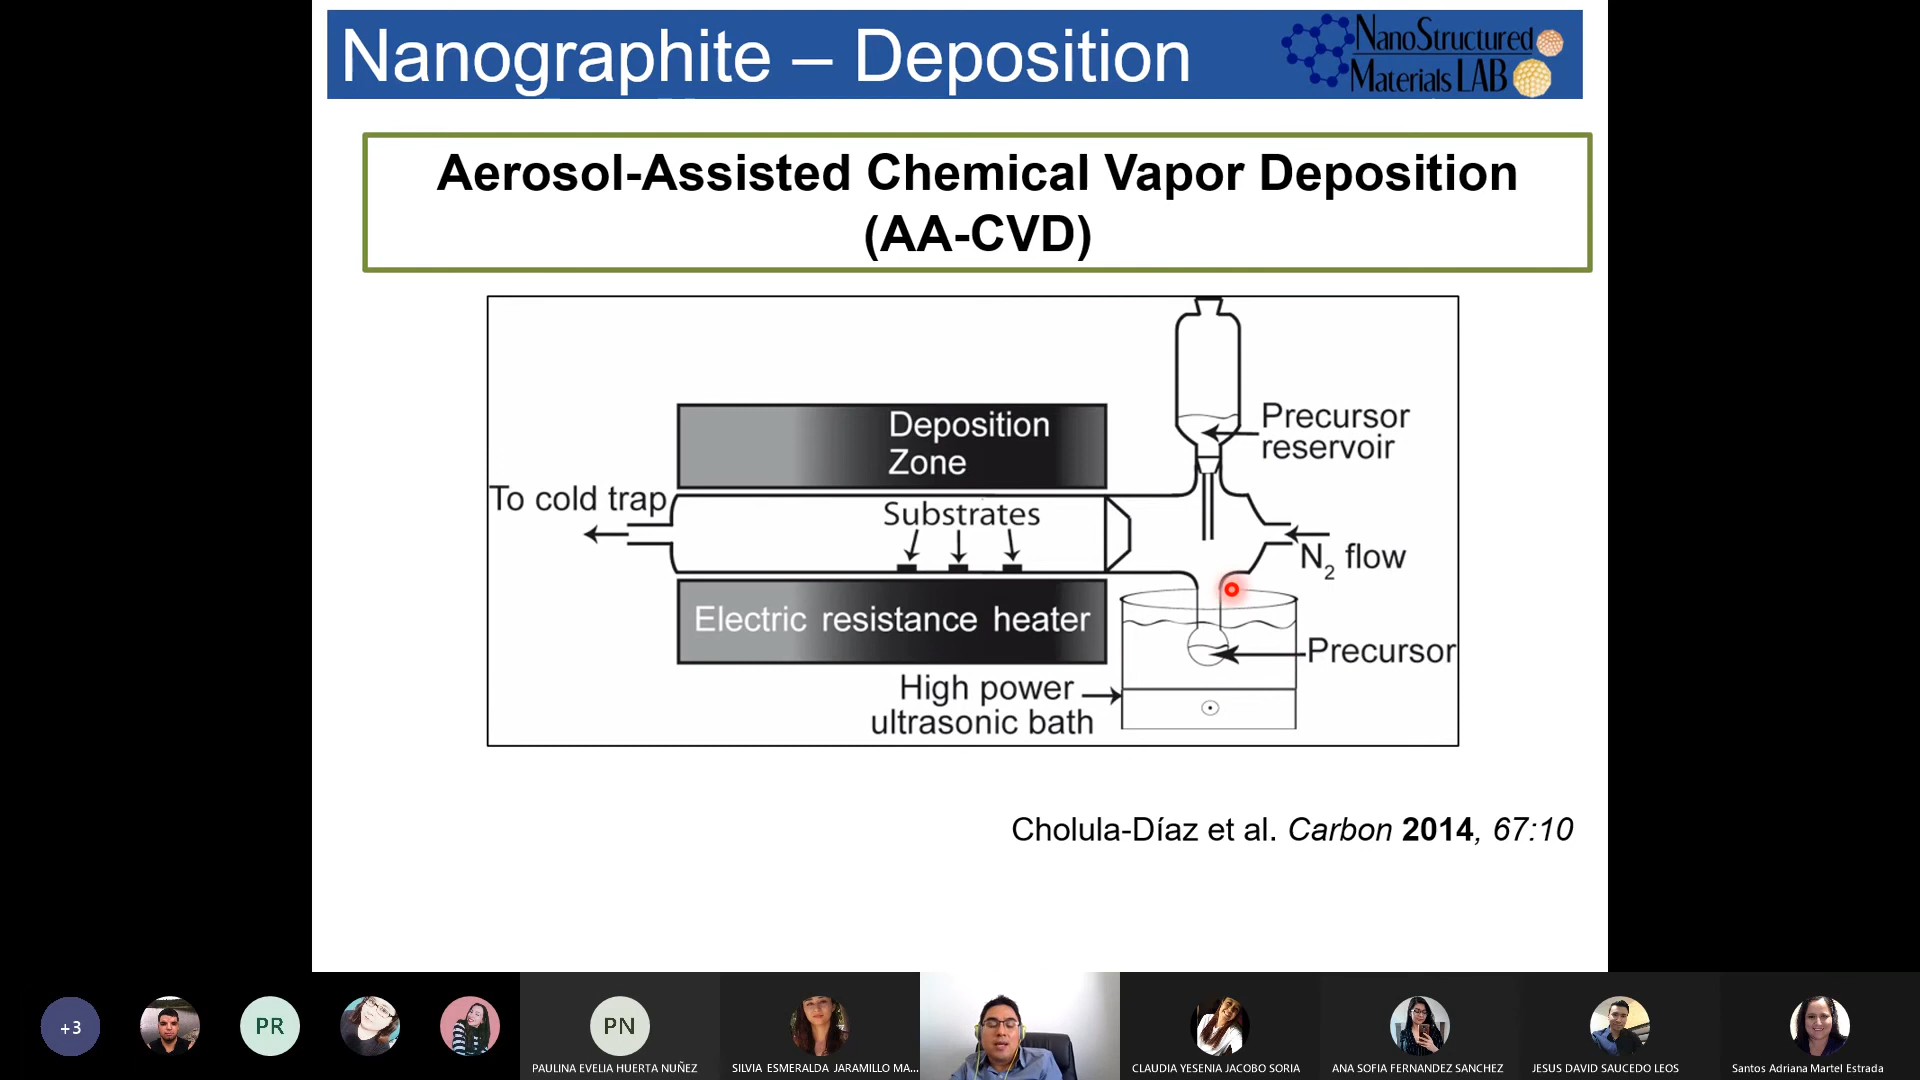 Nanographite – Deposition
NanoStructured
Materials LAB
Aerosol-Assisted Chemical Vapor Deposition
(AA-CVD)
Deposition
Zone
Precursor
reservoir
To cold trap
Substrates
N2 flow
Electric resistance heater
Precursor
High power
ultrasonic bath
Cholula-Díaz et al. Carbon 2014, 67:10
+3
PR
PN
PAULINA EVELIA HUERTA NUÑEZ
SILVIA ESMERALDA JARAMILLO MA...
CLAUDIA YESENIA JACOBO SORIA
ANA SOFIA FERNANDEZ SANCHEZ
JESUS DAVID SAUCEDO LEOS
Santos Adriana Martel Estrada